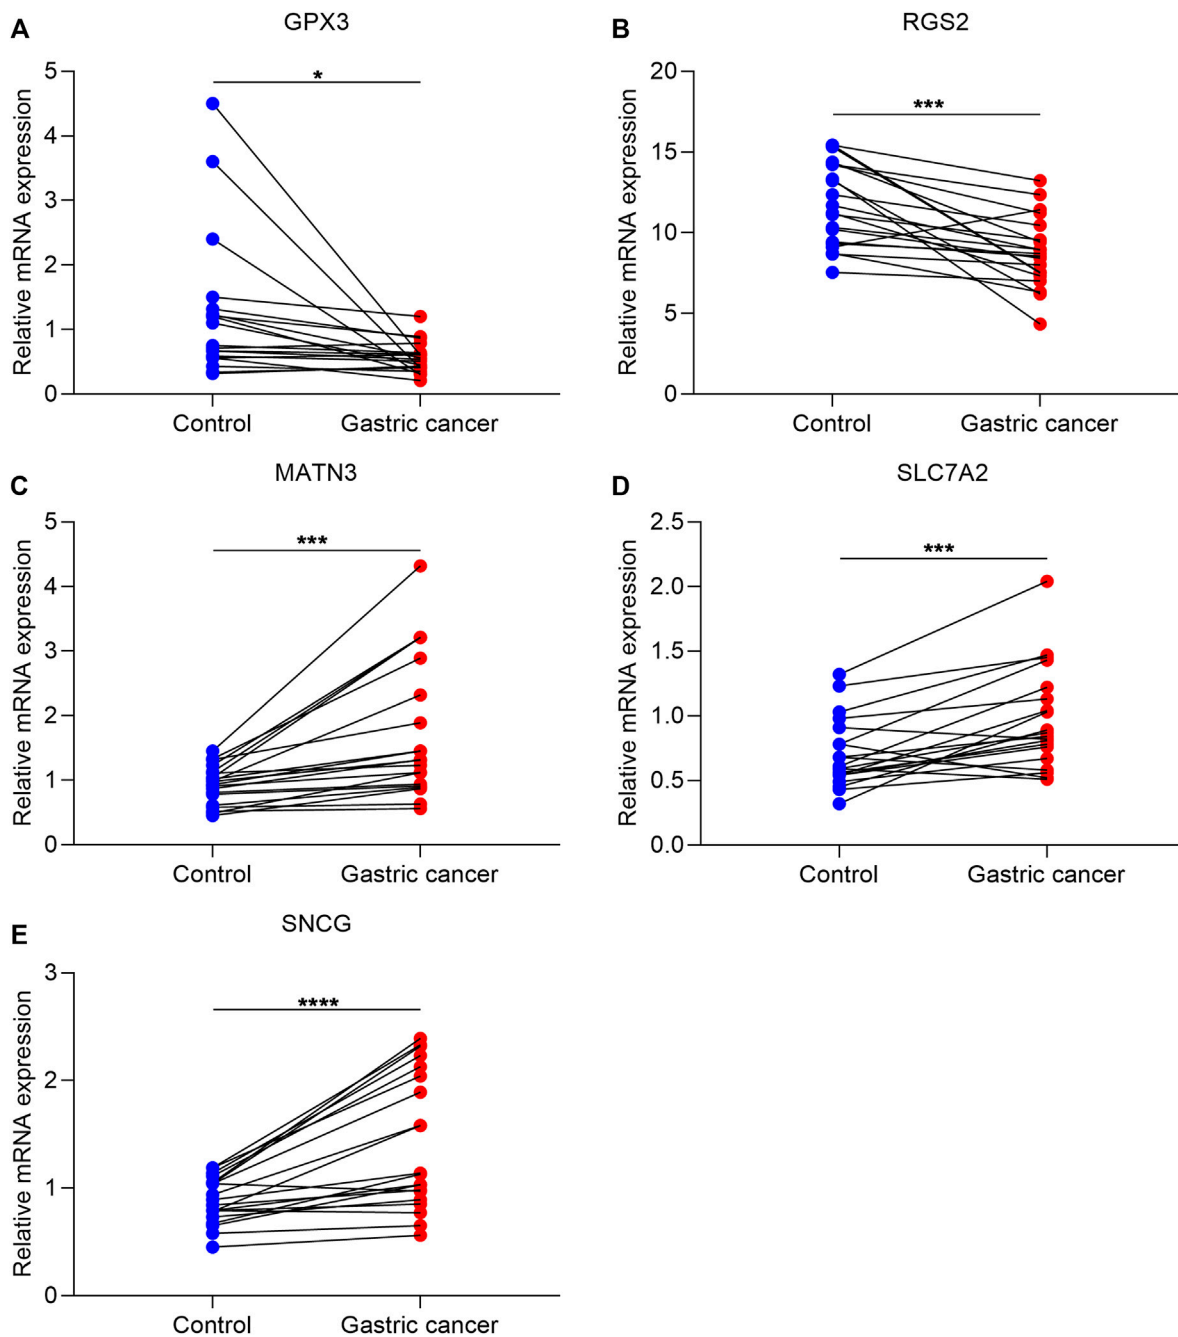 A
GPX3
Relative mRNA expression
5
4
3
2
1
0
*
Control
Gastric cancer
B
RGS2
Relative mRNA expression
20
15
10
5
0
***
Control
Gastric cancer
C
MATN3
Relative mRNA expression
5
4
3
2
1
0
***
Control
Gastric cancer
D
SLC7A2
Relative mRNA expression
2.5
2.0
1.5
1.0
0.5
0.0
***
Control
Gastric cancer
E
SNCG
Relative mRNA expression
3
2
1
0
****
Control
Gastric cancer